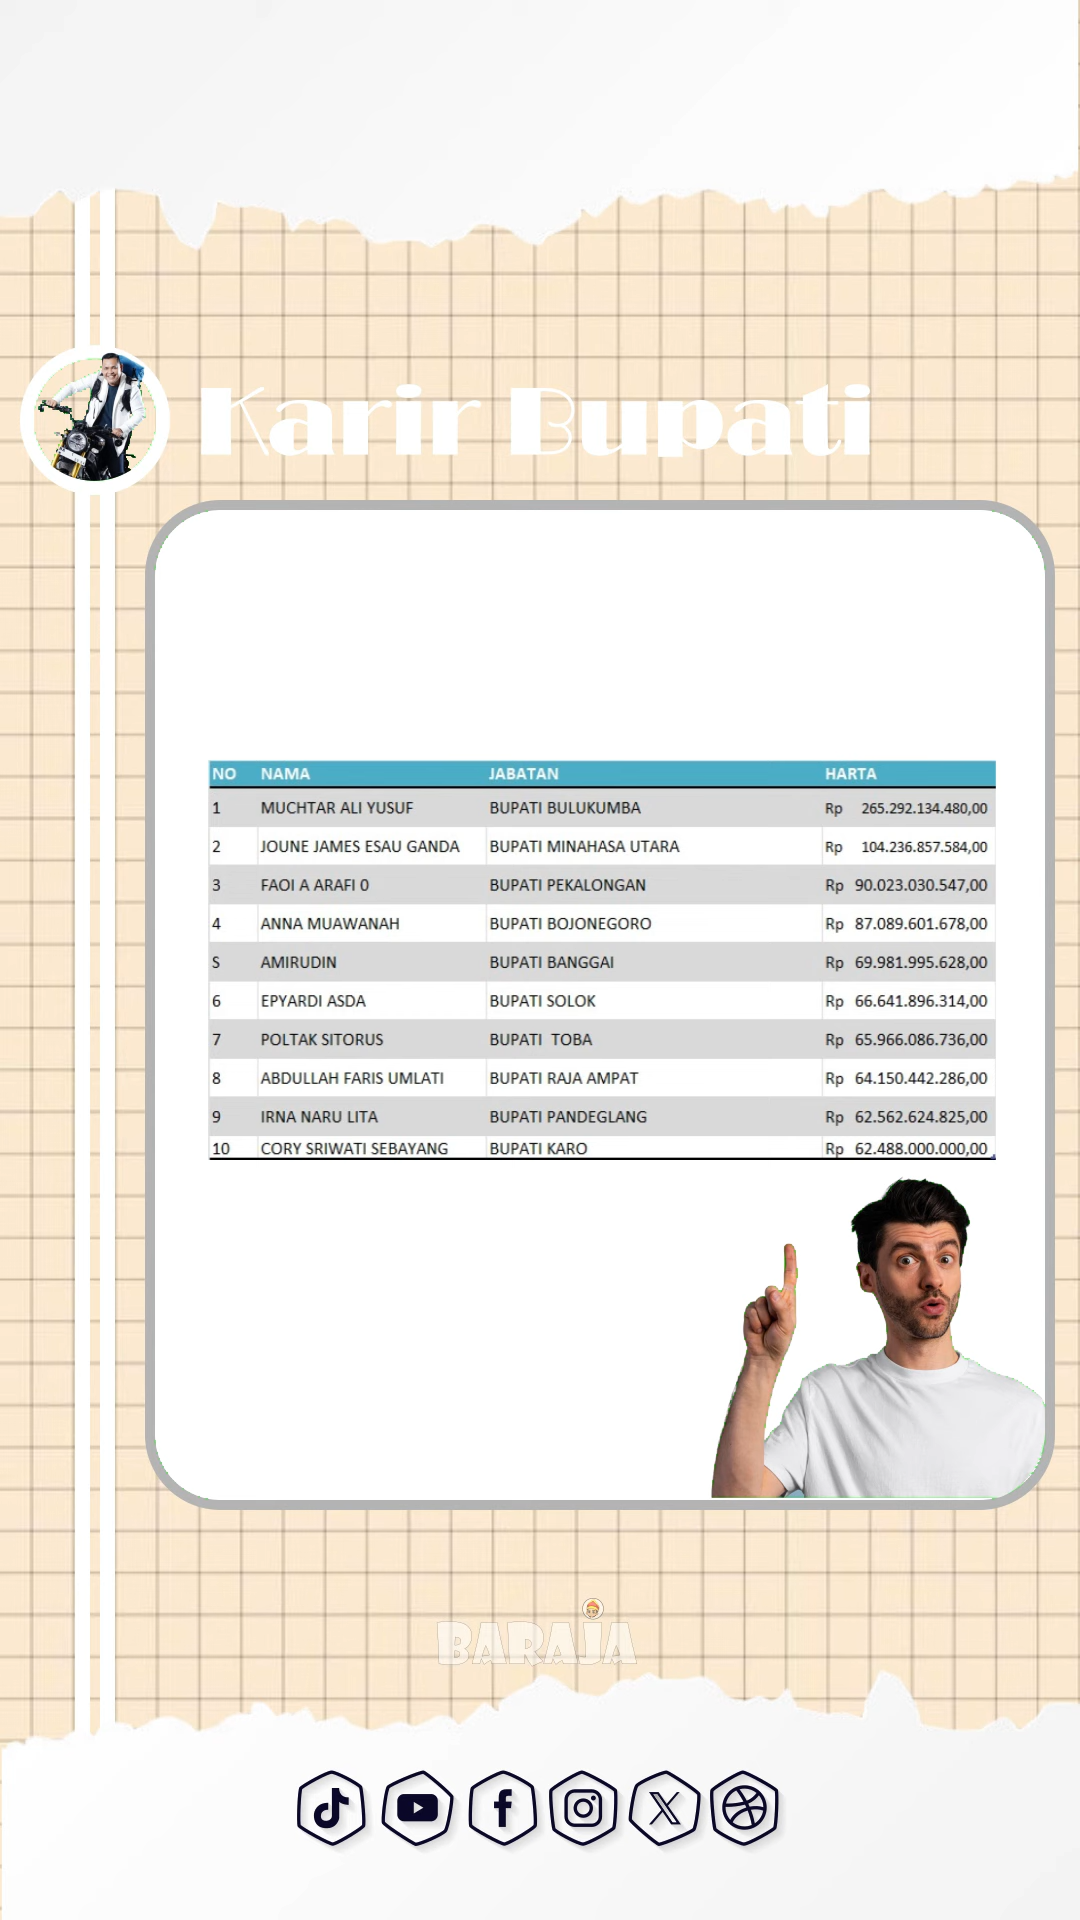 Karir Bupati
NO NAMA JABATAN HARTA
1 MUCHTAR ALI YUSUF BUPATI BULUKUMBA Rp 265.292.134.480,00
2 JOUNE JAMES ESAU GANDA BUPATI MINAHASA UTARA Rp 104.236.857.584,00
3 FAOI A ARAFI 0 BUPATI PEKALONGAN Rp 90.023.030.547,00
4 ANNA MUAWANAH BUPATI BOJONEGORO Rp 87.089.601.678,00
S AMIRUDIN BUPATI BANGGAI Rp 69.981.995.628,00
6 EPYARDI ASDA BUPATI SOLOK Rp 66.641.896.314,00
7 POLTAK SITORUS BUPATI TOBA Rp 65.966.086.736,00
8 ABDULLAH FARIS UMLATI BUPATI RAJA AMPAT Rp 64.150.442.286,00
9 IRNA NARU LITA BUPATI PANDEGLANG Rp 62.562.624.825,00
10 CORY SRIWATI SEBAYANG BUPATI KARO Rp 62.488.000.000,00
BARAJA